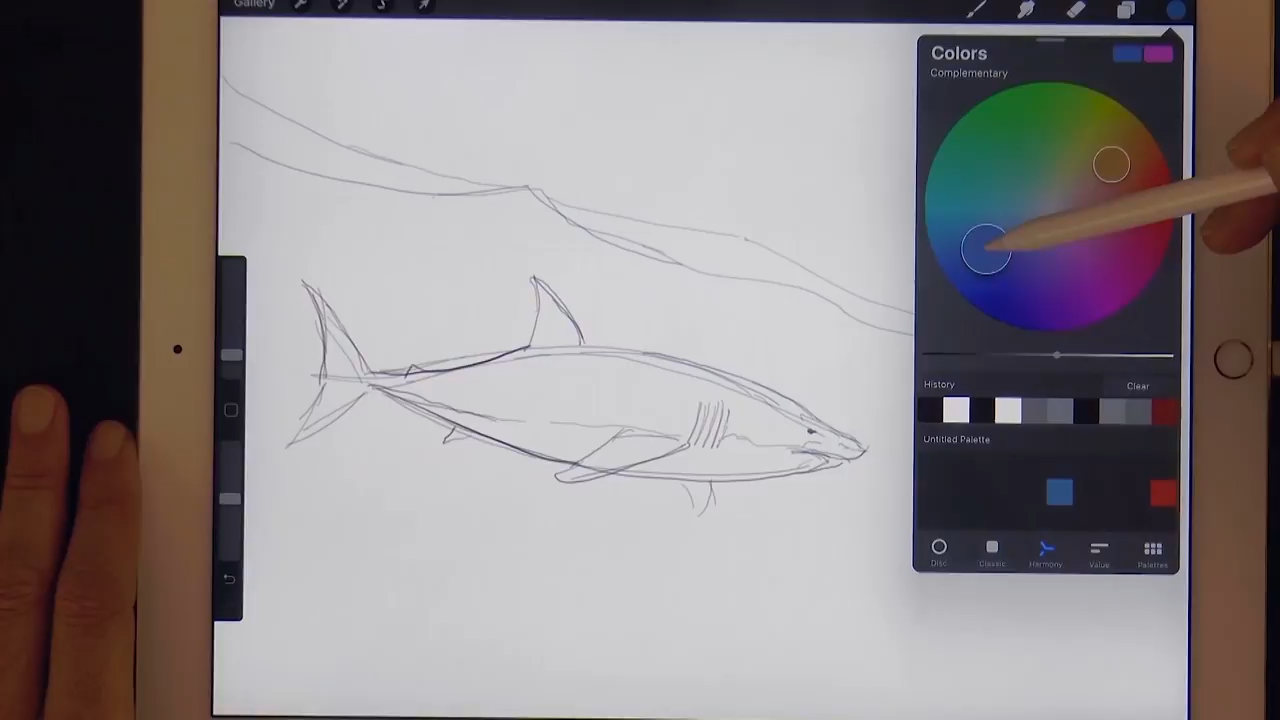 Gallery
Colors
Complementary
History
Clear
Untitled Palette
Disc
Classic
Harmony
Value
Palettes